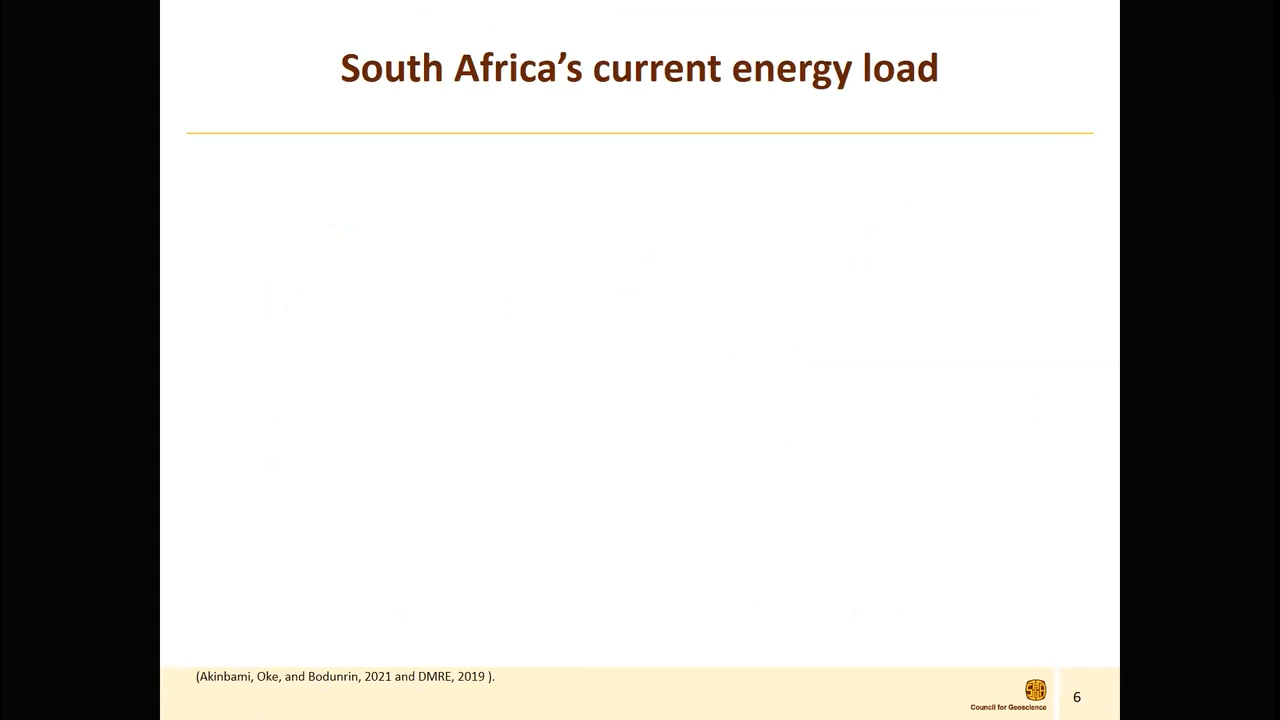 South Africa’s current energy load
(Akinbami, Oke, and Bodunrin, 2021 and DMRE, 2019 ).
Council for Geoscience
6